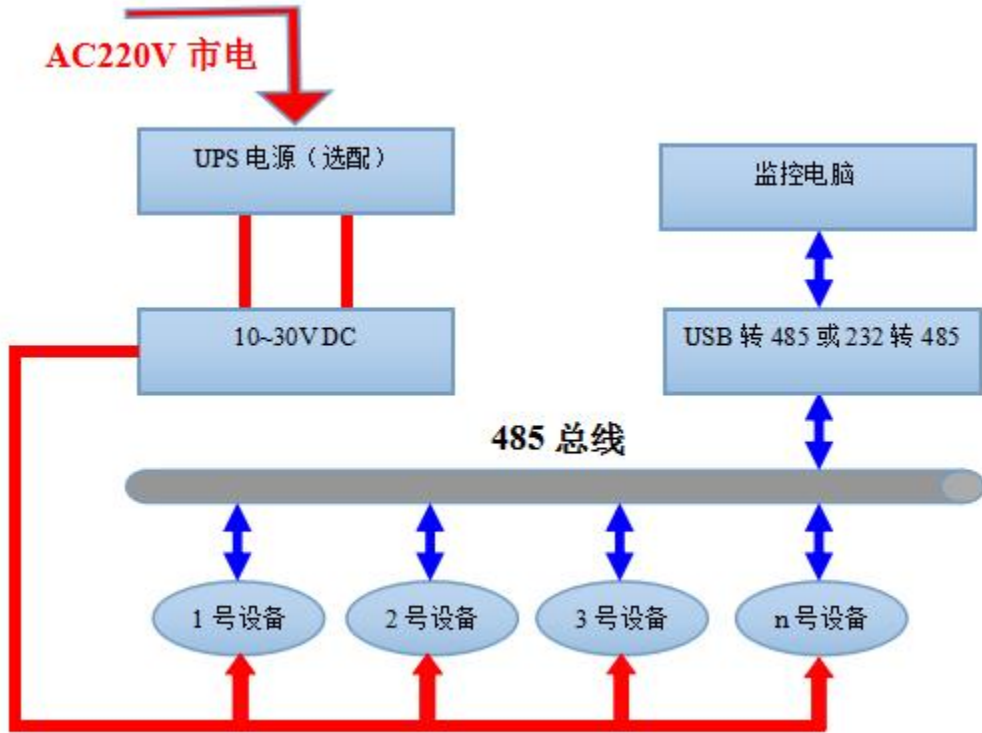 AC220V 市电
UPS 电源（选配）
监控电脑
10~30V DC
USB 转 485 或 232 转 485
485 总线
1 号设备
2 号设备
3 号设备
n 号设备